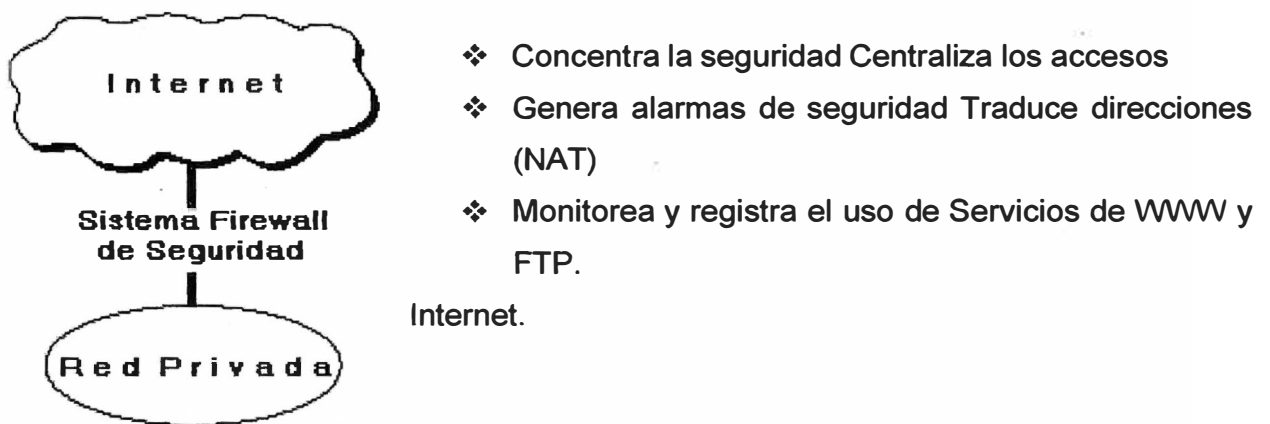 Internet
Sistema Firewall
de Seguridad
Red Privada
❖ Concentra la seguridad Centraliza los accesos
❖ Genera alarmas de seguridad Traduce direcciones
(NAT)
❖ Monitorea y registra el uso de Servicios de WWW y
FTP.
Internet.